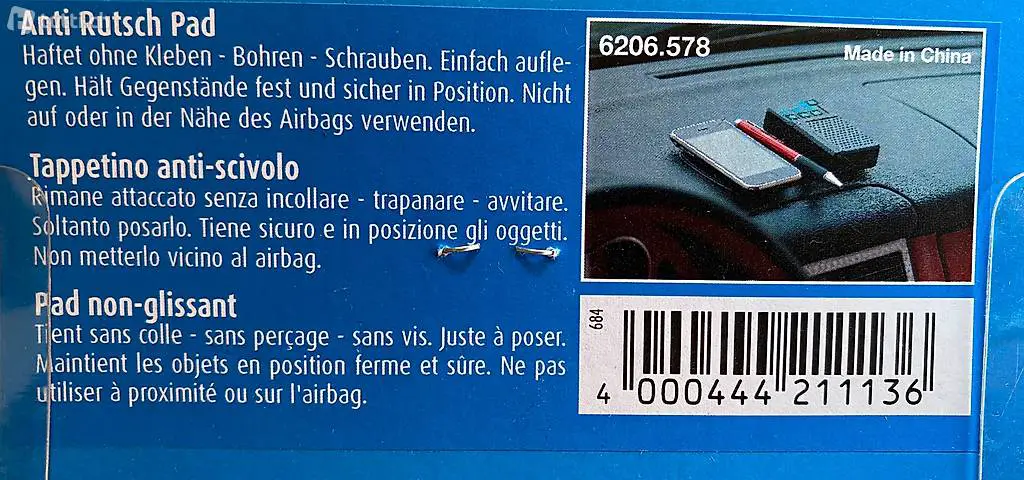 Anti Rutsch Pad
Haftet ohne Kleben - Bohren - Schrauben. Einfach aufle-
gen. Hält Gegenstände fest und sicher in Position. Nicht
auf oder in der Nähe des Airbags verwenden.
Tappetino anti-scivolo
Rimane attaccato senza incollare - trapanare - avvitare.
Soltanto posarlo. Tiene sicuro e in posizione gli oggetti.
Non metterlo vicino al airbag.
Pad non-glissant
Tient sans colle - sans perçage - sans vis. Juste à poser.
Maintient les objets en position ferme et sûre. Ne pas
utiliser à proximité ou sur l'airbag.
6206.578
Made in China
684
4 000444 211136